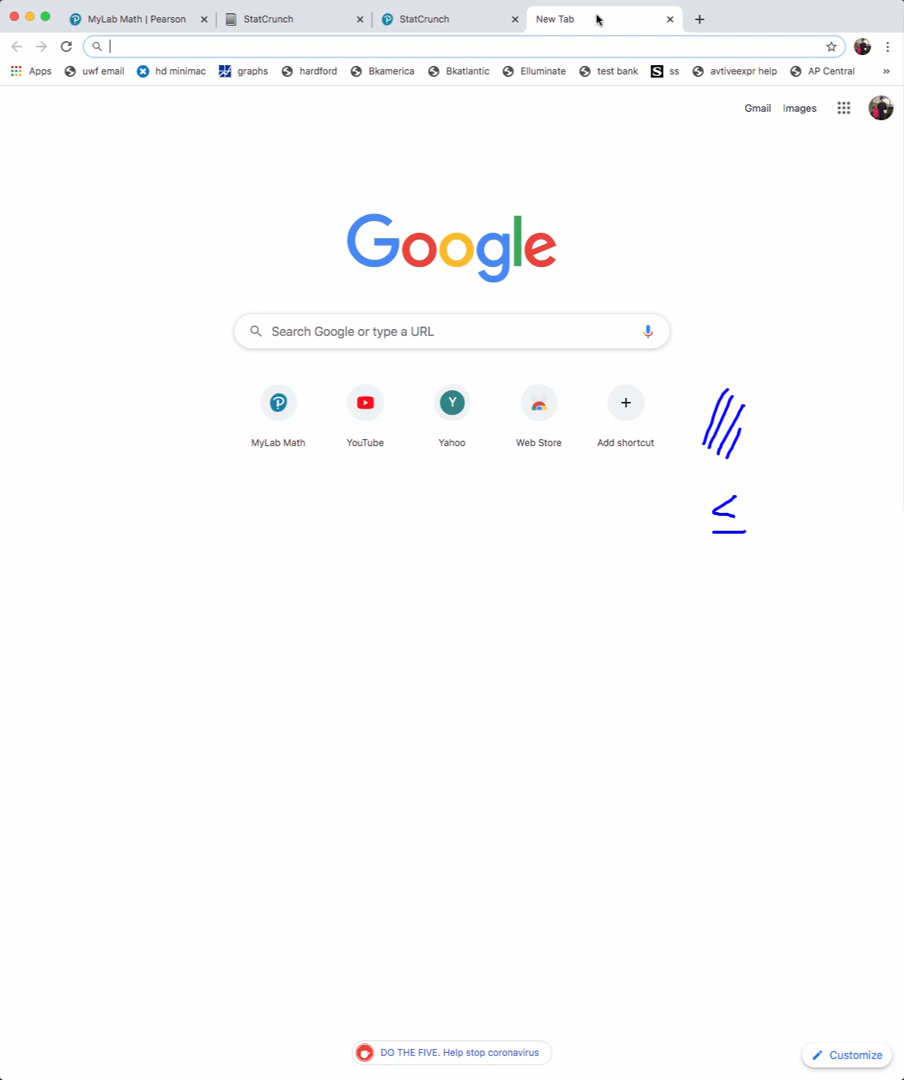 MyLab Math | Pearson
StatCrunch
StatCrunch
New Tab
Apps
uwf email
hd minimac
graphs
hardford
Bkamerica
Bkatlantic
Elluminate
test bank
ss
avtiveexpr help
AP Central
»
Gmail
Images
Google
Search Google or type a URL
Y
MyLab Math
YouTube
Yahoo
Web Store
Add shortcut
≤
DO THE FIVE. Help stop coronavirus
Customize